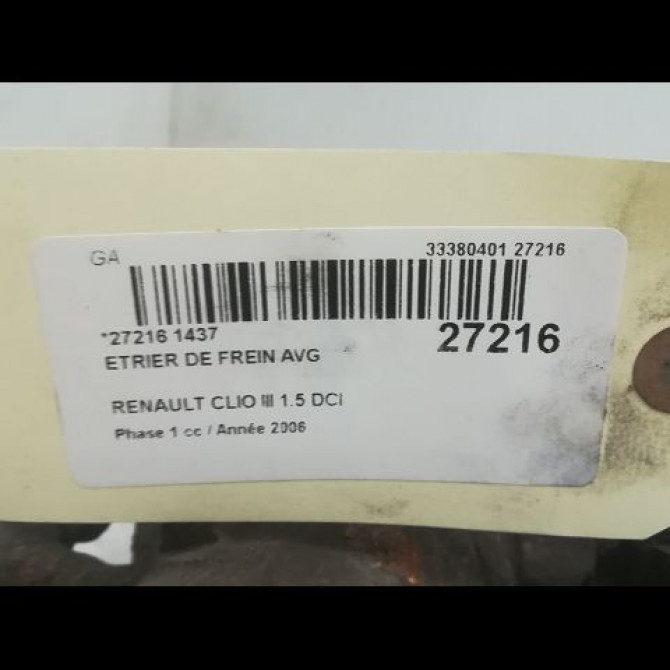 GA
33380401 27216
*27216 1437
27216
ETRIER DE FREIN AVG
RENAULT CLIO III 1.5 DCI
Phase 1 cc / Année 2006